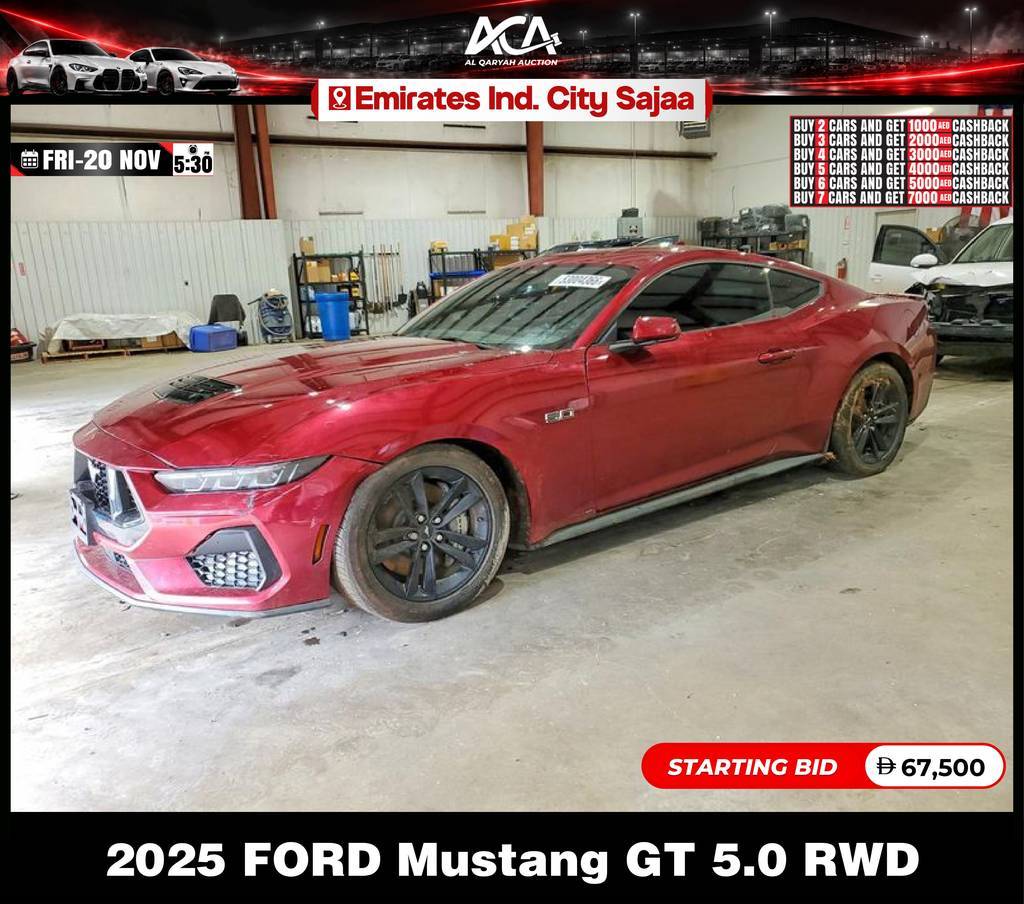 ACA
AL QARYAH AUCTION
Emirates Ind. City Sajaa
FRI-20 NOV
5:30
BUY 2 CARS AND GET 1000 AED CASHBACK
BUY 3 CARS AND GET 2000 AED CASHBACK
BUY 4 CARS AND GET 3000 AED CASHBACK
BUY 5 CARS AND GET 4000 AED CASHBACK
BUY 6 CARS AND GET 5000 AED CASHBACK
BUY 7 CARS AND GET 7000 AED CASHBACK
5.0
STARTING BID
67,500
2025 FORD Mustang GT 5.0 RWD